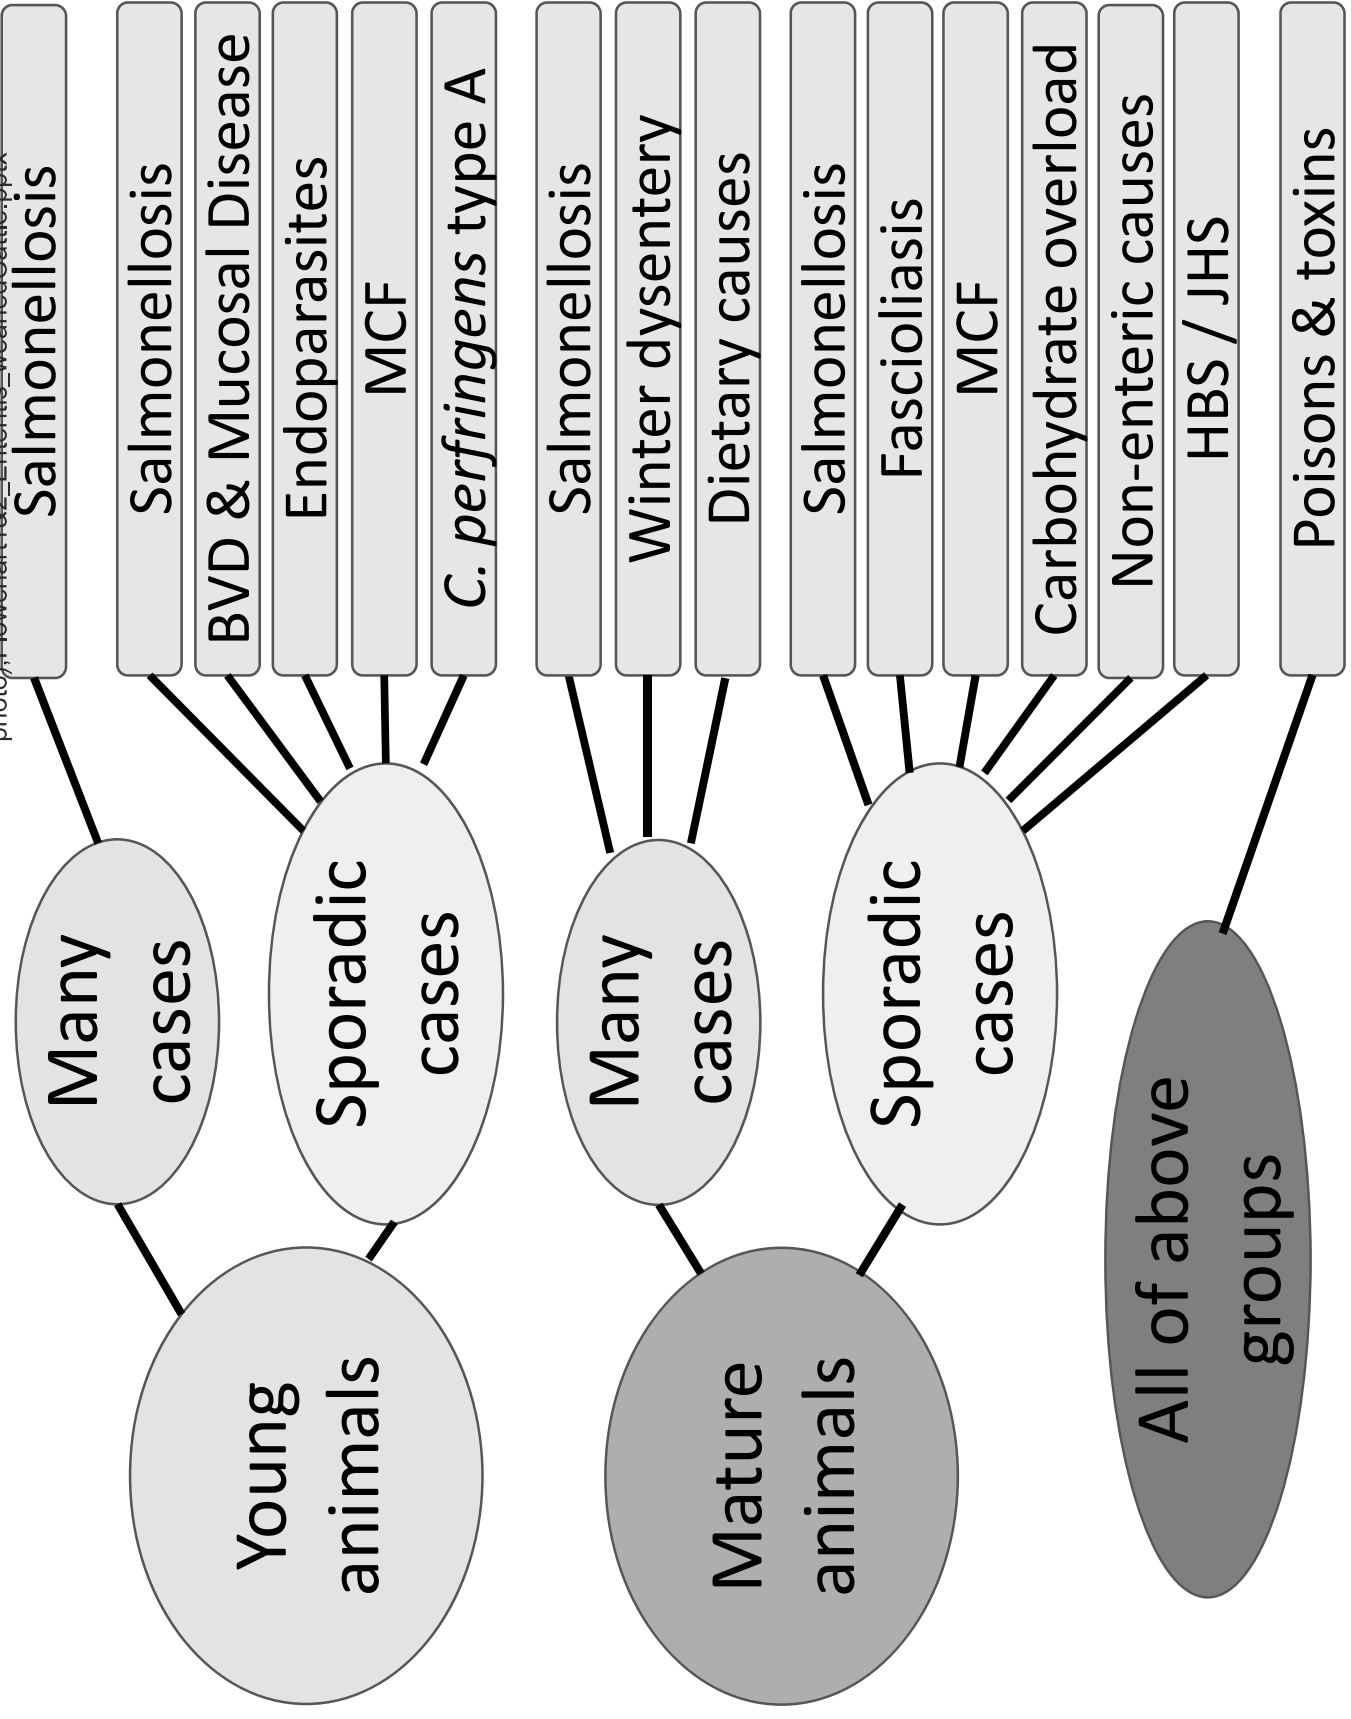 Young
animals
Many
cases
Salmonellosis
Sporadic
cases
Salmonellosis
BVD & Mucosal Disease
Endoparasites
MCF
C. perfringens type A
Mature
animals
Many
cases
Salmonellosis
Winter dysentery
Dietary causes
Sporadic
cases
Salmonellosis
Fascioliasis
MCF
Carbohydrate overload
Non-enteric causes
HBS / JHS
All of above
groups
Poisons & toxins